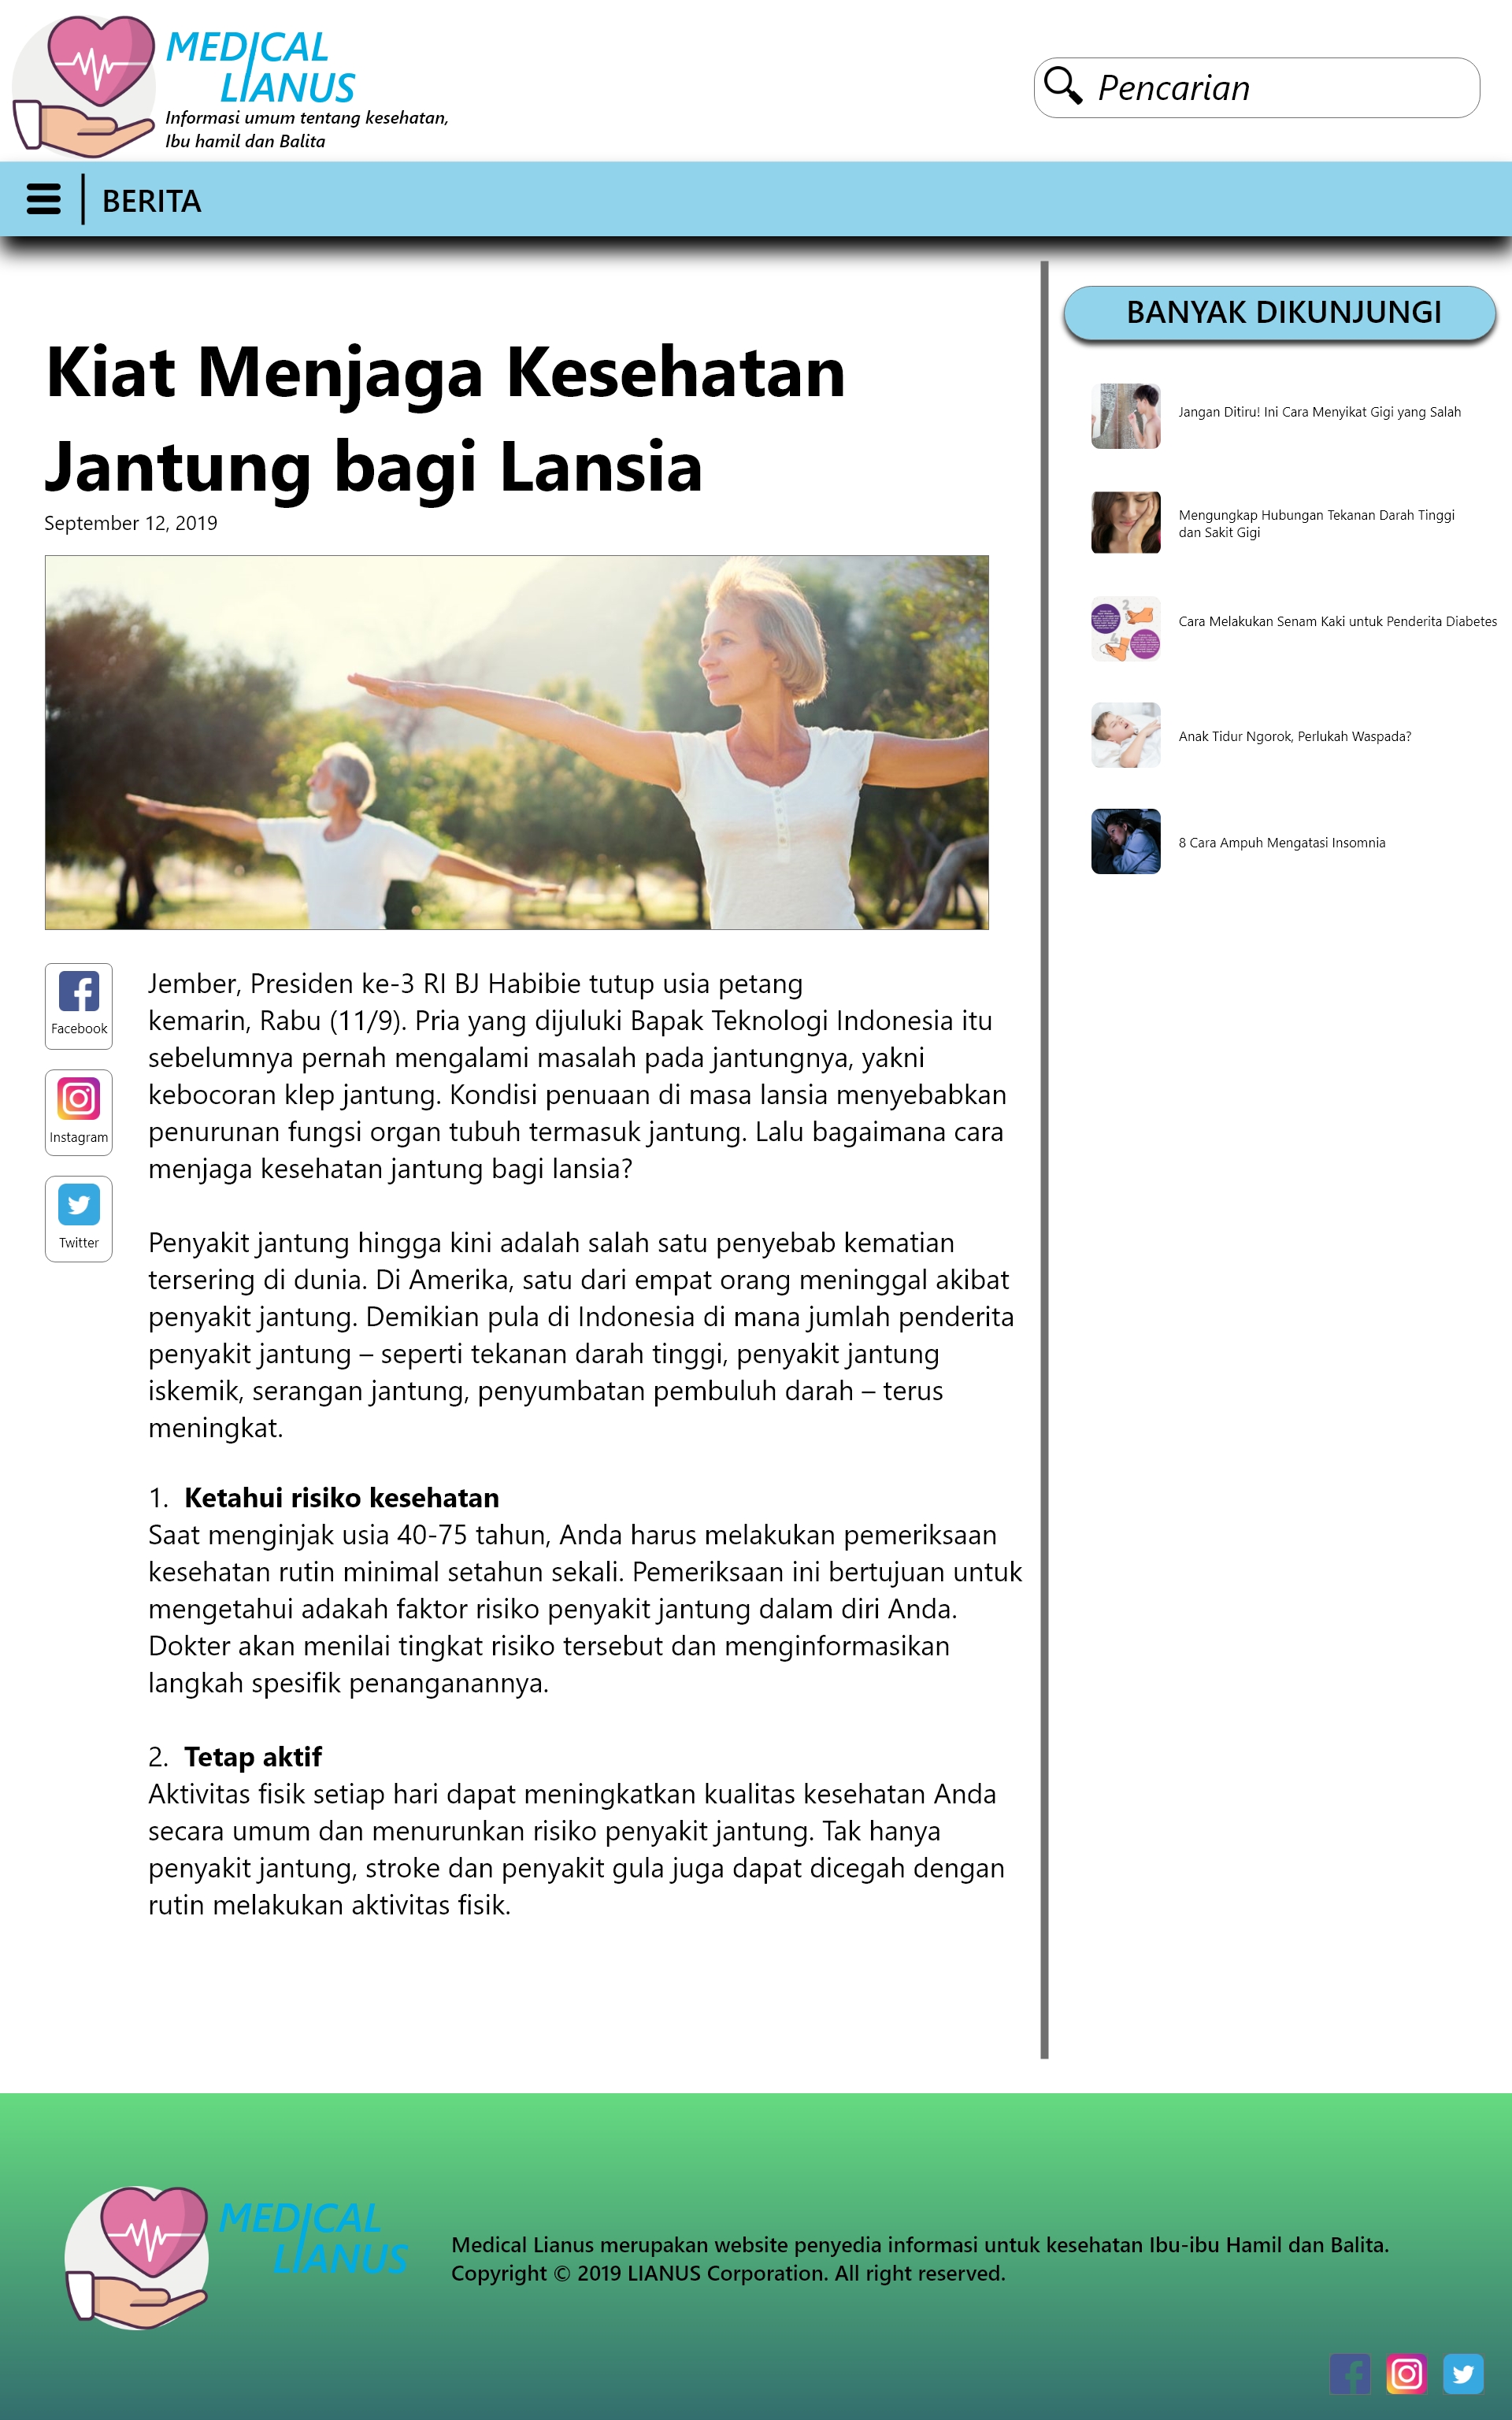 MEDICAL
LIANUS
Informasi umum tentang kesehatan,
Ibu hamil dan Balita
Pencarian
BERITA
Kiat Menjaga Kesehatan
Jantung bagi Lansia
September 12, 2019
Facebook
Instagram
Twitter
Jember, Presiden ke-3 RI BJ Habibie tutup usia petang
kemarin, Rabu (11/9). Pria yang dijuluki Bapak Teknologi Indonesia itu
sebelumnya pernah mengalami masalah pada jantungnya, yakni
kebocoran klep jantung. Kondisi penuaan di masa lansia menyebabkan
penurunan fungsi organ tubuh termasuk jantung. Lalu bagaimana cara
menjaga kesehatan jantung bagi lansia?
Penyakit jantung hingga kini adalah salah satu penyebab kematian
tersering di dunia. Di Amerika, satu dari empat orang meninggal akibat
penyakit jantung. Demikian pula di Indonesia di mana jumlah penderita
penyakit jantung – seperti tekanan darah tinggi, penyakit jantung
iskemik, serangan jantung, penyumbatan pembuluh darah – terus
meningkat.
1. Ketahui risiko kesehatan
Saat menginjak usia 40-75 tahun, Anda harus melakukan pemeriksaan
kesehatan rutin minimal setahun sekali. Pemeriksaan ini bertujuan untuk
mengetahui adakah faktor risiko penyakit jantung dalam diri Anda.
Dokter akan menilai tingkat risiko tersebut dan menginformasikan
langkah spesifik penanganannya.
2. Tetap aktif
Aktivitas fisik setiap hari dapat meningkatkan kualitas kesehatan Anda
secara umum dan menurunkan risiko penyakit jantung. Tak hanya
penyakit jantung, stroke dan penyakit gula juga dapat dicegah dengan
rutin melakukan aktivitas fisik.
BANYAK DIKUNJUNGI
Jangan Ditiru! Ini Cara Menyikat Gigi yang Salah
Mengungkap Hubungan Tekanan Darah Tinggi
dan Sakit Gigi
2
Cara Melakukan Senam Kaki untuk Penderita Diabetes
Anak Tidur Ngorok, Perlukah Waspada?
8 Cara Ampuh Mengatasi Insomnia
MEDICAL
LIANUS
Medical Lianus merupakan website penyedia informasi untuk kesehatan Ibu-ibu Hamil dan Balita.
Copyright © 2019 LIANUS Corporation. All right reserved.